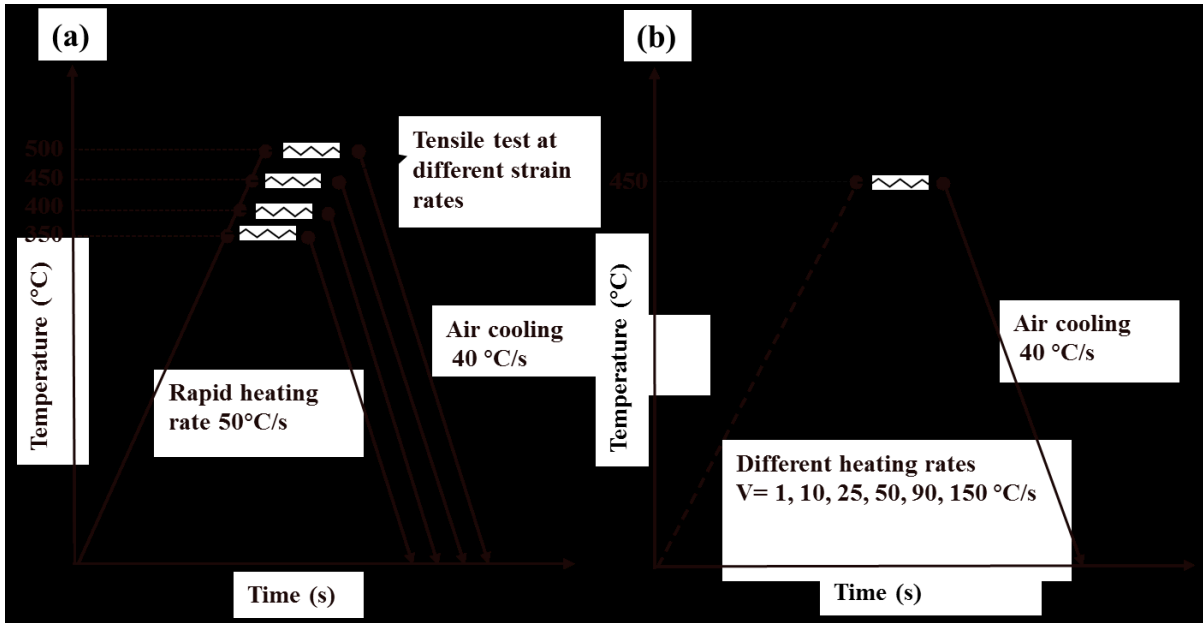 (a)
500
450
400
350
Tensile test at
different strain
rates
Temperature (°C)
Air cooling
40 °C/s
Rapid heating
rate 50°C/s
Time (s)
(b)
450
Temperature (°C)
Air cooling
40 °C/s
Different heating rates
V= 1, 10, 25, 50, 90, 150 °C/s
Time (s)